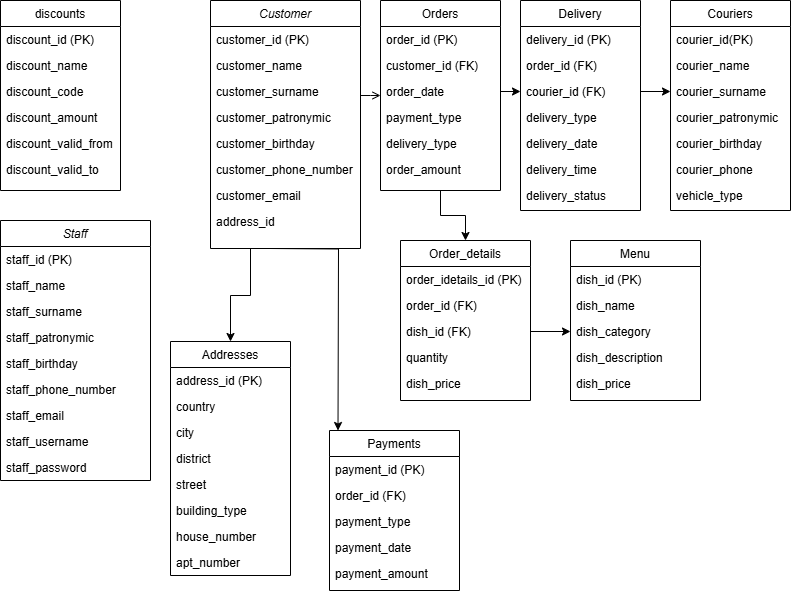 discounts
discount_id (PK)
discount_name
discount_code
discount_amount
discount_valid_from
discount_valid_to
Customer
customer_id (PK)
customer_name
customer_surname
customer_patronymic
customer_birthday
customer_phone_number
customer_email
address_id
Orders
order_id (PK)
customer_id (FK)
order_date
payment_type
delivery_type
order_amount
Delivery
delivery_id (PK)
order_id (FK)
courier_id (FK)
delivery_type
delivery_date
delivery_time
delivery_status
Couriers
courier_id(PK)
courier_name
courier_surname
courier_patronymic
courier_birthday
courier_phone
vehicle_type
Staff
staff_id (PK)
staff_name
staff_surname
staff_patronymic
staff_birthday
staff_phone_number
staff_email
staff_username
staff_password
Addresses
address_id (PK)
country
city
district
street
building_type
house_number
apt_number
Order_details
order_idetails_id (PK)
order_id (FK)
dish_id (FK)
quantity
dish_price
Menu
dish_id (PK)
dish_name
dish_category
dish_description
dish_price
Payments
payment_id (PK)
order_id (FK)
payment_type
payment_date
payment_amount